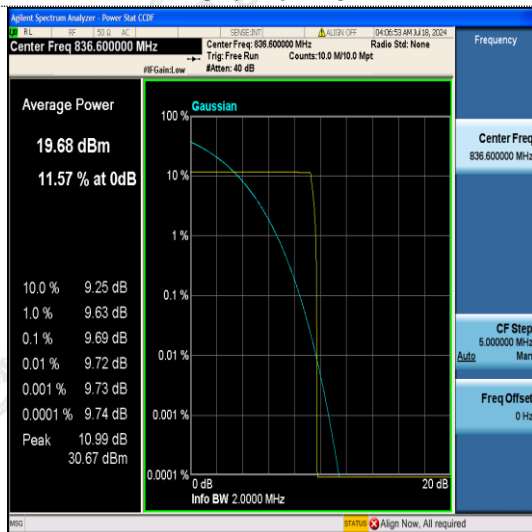 Agilent Spectrum Analyzer - Power Stat CCDF
RL RF 50 Ω AC SENSE:INT ALIGN OFF 04:06:53 AM Jul 18, 2024
Center Freq 836.600000 MHz
Center Freq: 836.600000 MHz Radio Std: None
Trig: Free Run Counts:10.0 M/10.0 Mpt
#IFGain:Low #Atten: 40 dB
Frequency
Average Power
19.68 dBm
11.57 % at 0dB
10.0 % 9.25 dB
1.0 % 9.63 dB
0.1 % 9.69 dB
0.01 % 9.72 dB
0.001 % 9.73 dB
0.0001 % 9.74 dB
Peak 10.99 dB
30.67 dBm
Gaussian
100 %
10 %
1 %
0.1 %
0.01 %
0.001 %
0.0001 %
0 dB 20 dB
Info BW 2.0000 MHz
Center Freq
836.600000 MHz
CF Step
5.000000 MHz
Auto Man
Freq Offset
0 Hz
MSG STATUS Align Now, All required